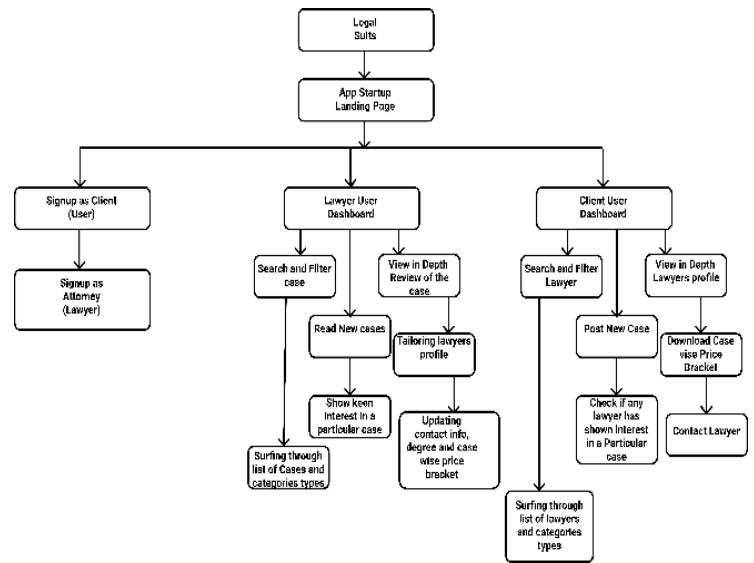 Legal
Suits
App Startup
Landing Page
Signup as Client
(User)
Lawyer User
Dashboard
Client User
Dashboard
Search and Filter
case
View in Depth
Review of the
case
Search and Filter
Lawyer
View in Depth
Lawyers profile
Signup as
Attorney
(Lawyer)
Read New cases
Tailoring lawyers
profile
Post New Case
Download Case
vise Price
Bracket
Show keen
Interest in a
particular case
Updating
contact info,
degree and case
wise price
bracket
Check if any
lawyer has
shown Interest
in a Particular
case
Contact Lawyer
Surfing through
list of Cases and
categories types
Surfing through
list of lawyers
and categories
types